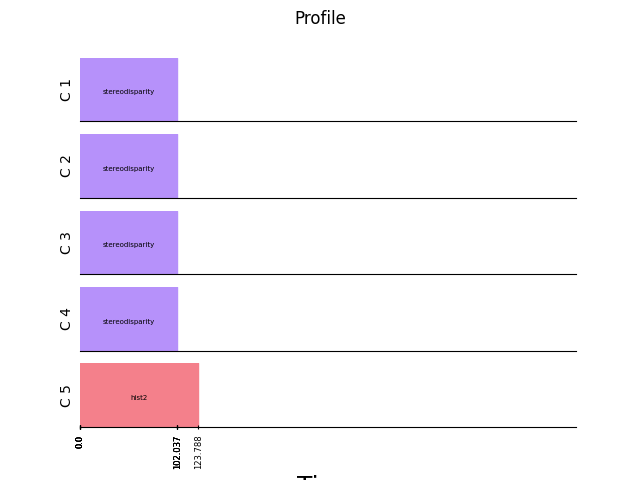 Profile
C 1
stereodisparity
C 2
stereodisparity
C 3
stereodisparity
C 4
stereodisparity
C 5
hist2
0.0
102.037
123.788